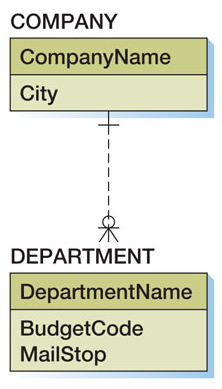 COMPANY
CompanyName
City
DEPARTMENT
DepartmentName
BudgetCode
MailStop